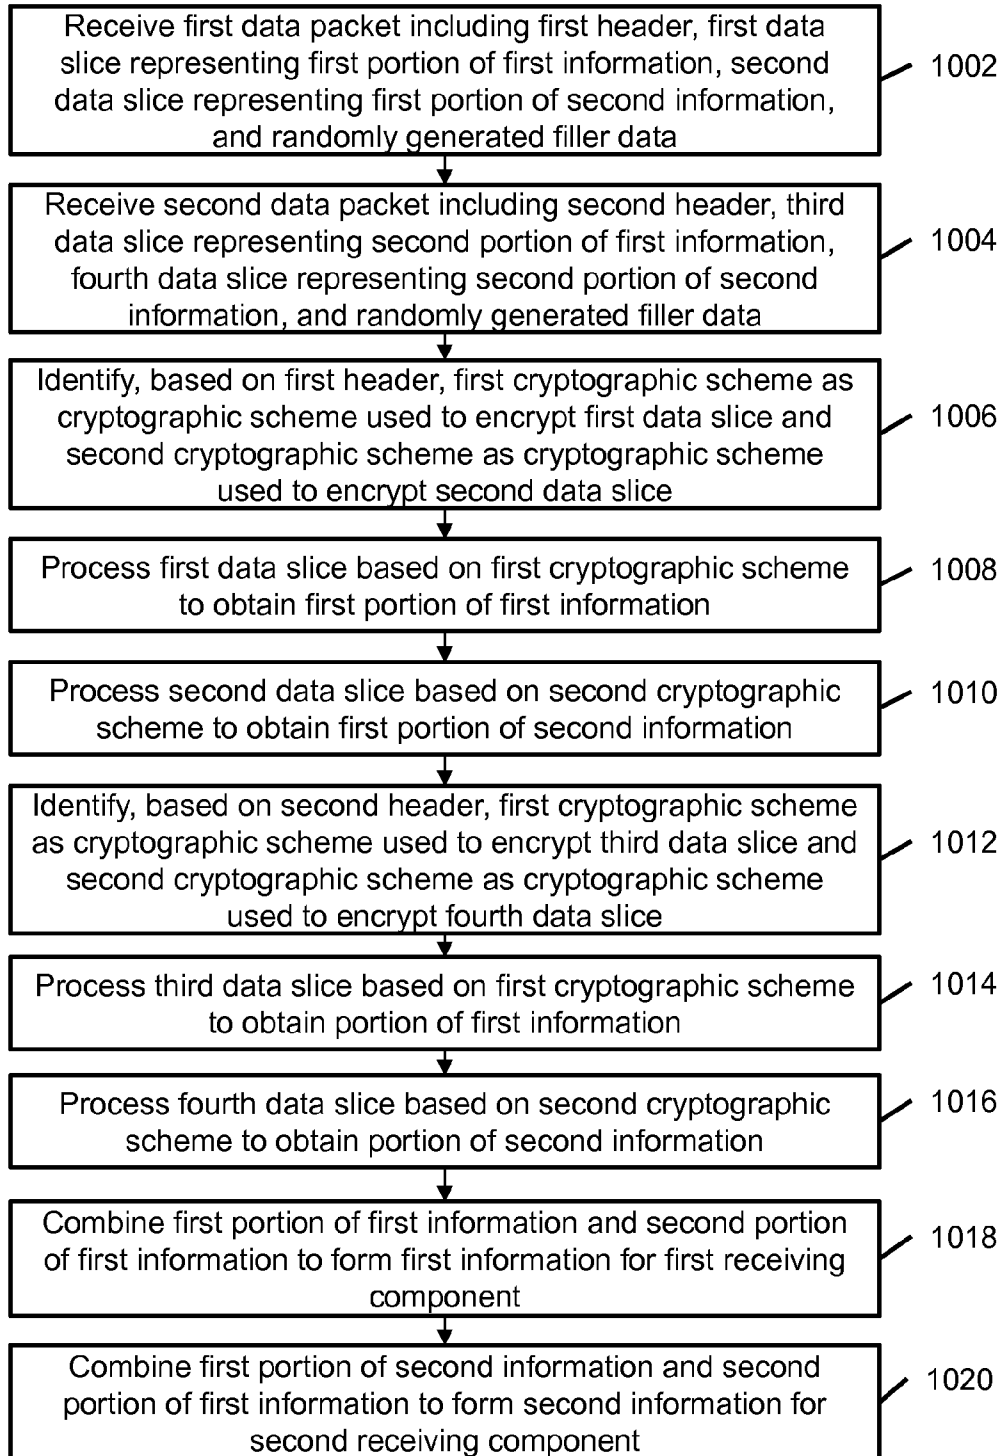 Receive first data packet including first header, first data
slice representing first portion of first information, second
data slice representing first portion of second information,
and randomly generated filler data
1002
Receive second data packet including second header, third
data slice representing second portion of first information,
fourth data slice representing second portion of second
information, and randomly generated filler data
1004
Identify, based on first header, first cryptographic scheme as
cryptographic scheme used to encrypt first data slice and
second cryptographic scheme as cryptographic scheme
used to encrypt second data slice
1006
Process first data slice based on first cryptographic scheme
to obtain first portion of first information
1008
Process second data slice based on second cryptographic
scheme to obtain first portion of second information
1010
Identify, based on second header, first cryptographic scheme
as cryptographic scheme used to encrypt third data slice and
second cryptographic scheme as cryptographic scheme
used to encrypt fourth data slice
1012
Process third data slice based on first cryptographic scheme
to obtain portion of first information
1014
Process fourth data slice based on second cryptographic
scheme to obtain portion of second information
1016
Combine first portion of first information and second portion
of first information to form first information for first receiving
component
1018
Combine first portion of second information and second
portion of first information to form second information for
second receiving component
1020